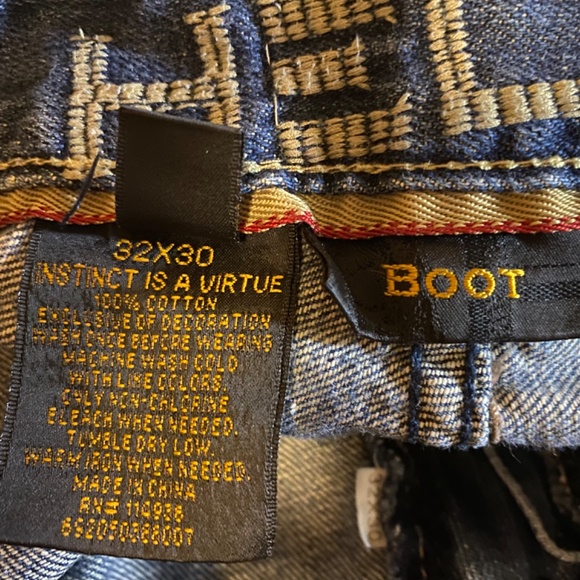 32X30
INSTINCT IS A VIRTUE
100% COTTON
EXCLUSIVE OF DECORATION
WASH ONCE BEFORE WEARING
MACHINE WASH COLD
WITH LIKE COLORS.
ONLY NON-CHLORINE
BLEACH WHEN NEEDED.
TUMBLE DRY LOW.
WARM IRON WHEN NEEDED.
MADE IN CHINA
RN# 114938
BOOT